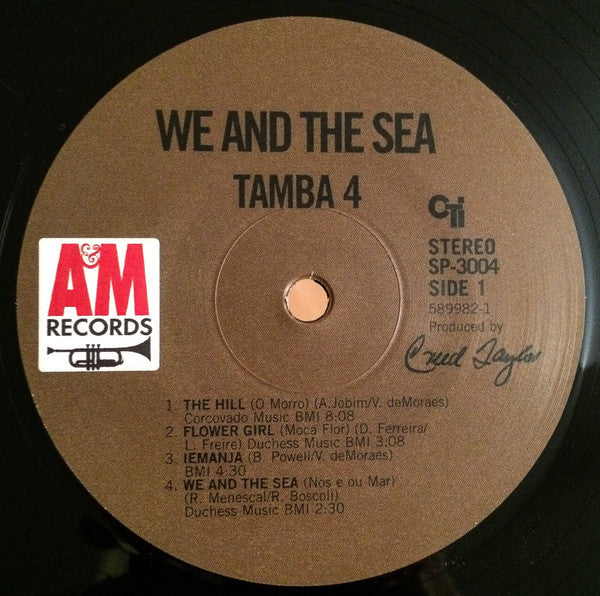 WE AND THE SEA
TAMBA 4
CTi
STEREO
SP-3004
SIDE 1
589982-1
Produced by
Creed Taylor
A&M
RECORDS
1. THE HILL (O Morro) (A.Jobim/V. deMoraes)
Corcovado Music BMI 8:08
2. FLOWER GIRL (Moca Flor) (D. Ferreira/
L. Freire) Duchess Music BMI 3:08
3. IEMANJA (B. Powell/V. deMoraes)
BMI 4:30
4. WE AND THE SEA (Nós e ou Mar)
(R. Menescal/R. Boscoli)
Duchess Music BMI 2:30